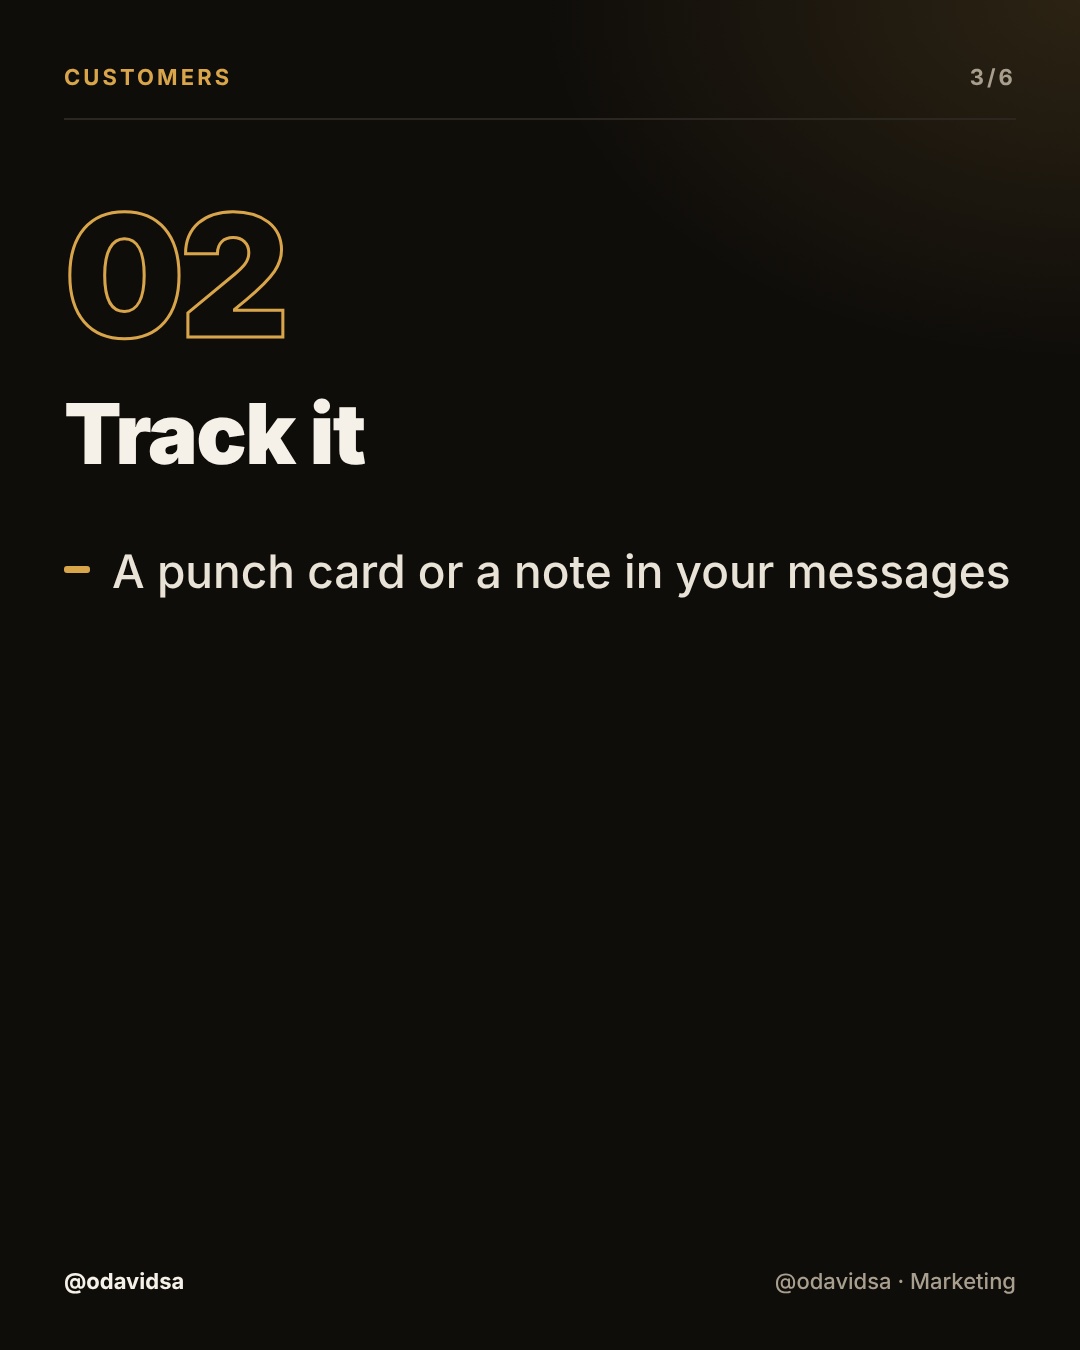 CUSTOMERS
3/6
02
Track it
A punch card or a note in your messages
@odavidsa
@odavidsa · Marketing